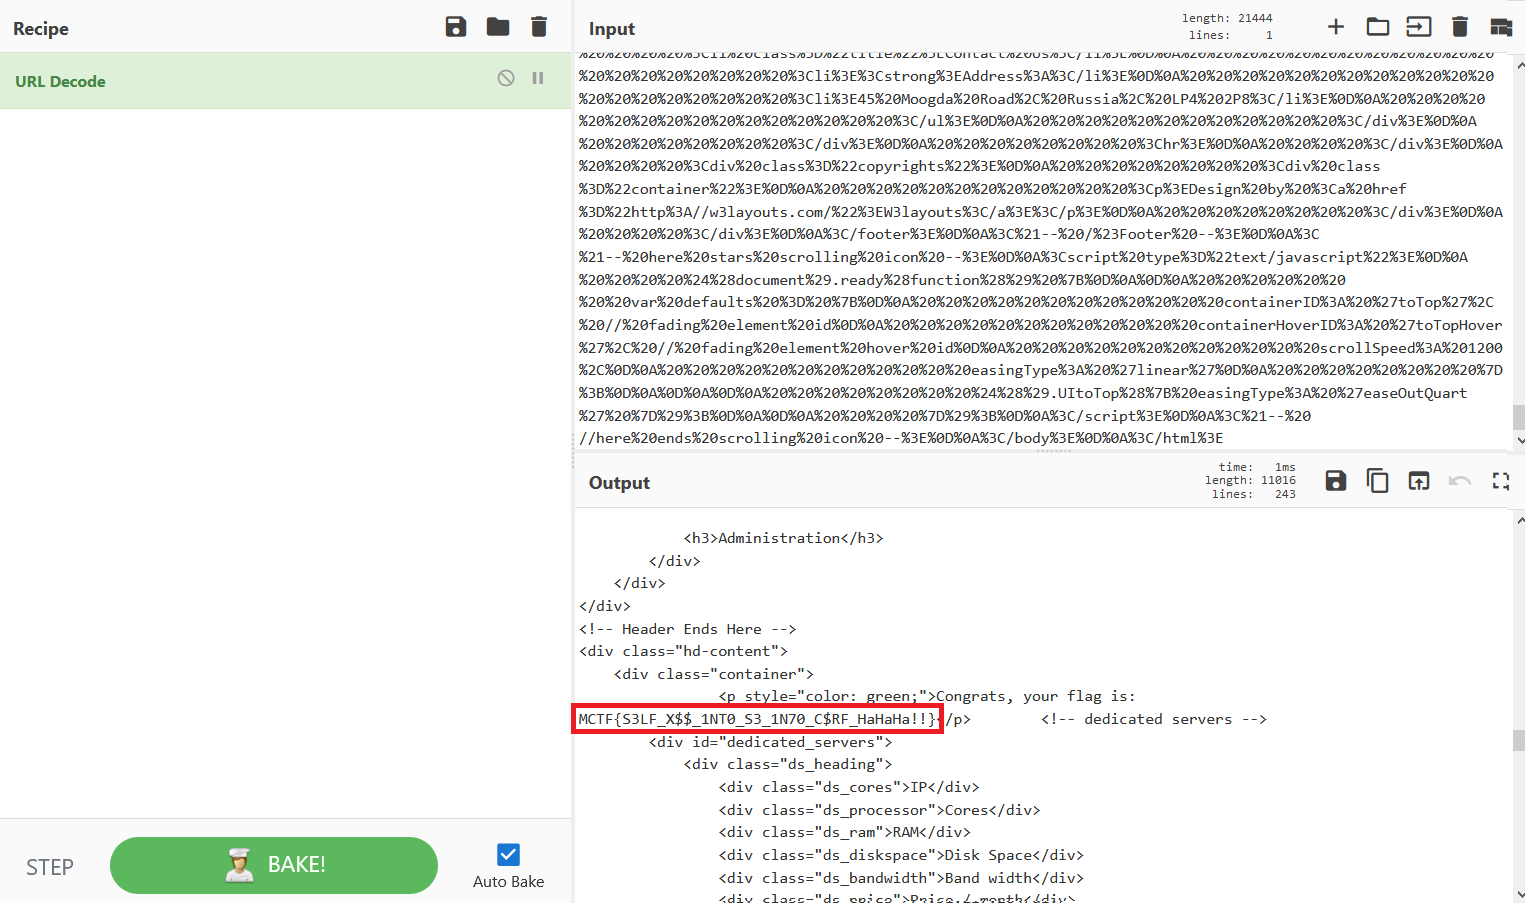 Recipe
URL Decode
STEP
BAKE!
Auto Bake
Input
length: 21444
lines: 1
%20%20%20%20%20%20%20%20%20%20%20%3Cli%3E%3Cstrong%3EAddress%3A%3C/li%3E%0D%0A%20%20%20%20%20%20%20%20%20%20%20%20%20
%20%20%20%20%20%20%20%20%20%20%20%3Cli%3E45%20Moogda%20Road%2C%20Russia%2C%20LP4%202P8%3C/li%3E%0D%0A%20%20%20%20%20
%20%20%20%20%20%20%20%20%20%20%20%20%20%20%3C/ul%3E%0D%0A%20%20%20%20%20%20%20%20%20%20%20%20%20%20%20%3C/div%3E%0D%0A
%20%20%20%20%20%20%20%20%20%3C/div%3E%0D%0A%20%20%20%20%20%20%20%20%20%3Chr%3E%0D%0A%20%20%20%20%20%3C/div%3E%0D%0A
%20%20%20%20%3Cdiv%20class%3D%22copyrights%22%3E%0D%0A%20%20%20%20%20%20%20%20%20%3Cdiv%20class
%3D%22container%22%3E%0D%0A%20%20%20%20%20%20%20%20%20%20%20%20%20%3Cp%3EDesign%20by%20%3Ca%20href
%3D%22http%3A//w3layouts.com/%22%3EW3layouts%3C/a%3E%3C/p%3E%0D%0A%20%20%20%20%20%20%20%20%20%3C/div%3E%0D%0A
%20%20%20%20%3C/div%3E%0D%0A%3C/footer%3E%0D%0A%3C%21--%20/%23Footer%20--%3E%0D%0A%3C
%21--%20here%20stars%20scrolling%20icon%20--%3E%0D%0A%3Cscript%20type%3D%22text/javascript%22%3E%0D%0A
%20%20%20%20%24%28document%29.ready%28function%28%29%20%7B%0D%0A%0D%0A%20%20%20%20%20%20
%20%20var%20defaults%20%3D%20%7B%0D%0A%20%20%20%20%20%20%20%20%20%20%20%20containerID%3A%20%27toTop%27%2C
%20//%20fading%20element%20id%0D%0A%20%20%20%20%20%20%20%20%20%20%20%20containerHoverID%3A%20%27toTopHover
%27%2C%20//%20fading%20element%20hover%20id%0D%0A%20%20%20%20%20%20%20%20%20%20%20%20scrollSpeed%3A%201200
%2C%0D%0A%20%20%20%20%20%20%20%20%20%20%20%20easingType%3A%20%27linear%27%0D%0A%20%20%20%20%20%20%20%20%7D
%3B%0D%0A%0D%0A%0D%0A%20%20%20%20%20%20%20%20%24%28%29.UItoTop%28%7B%20easingType%3A%20%27easeOutQuart
%27%20%7D%29%3B%0D%0A%0D%0A%20%20%20%20%7D%29%3B%0D%0A%3C/script%3E%0D%0A%3C%21--%20
//here%20ends%20scrolling%20icon%20--%3E%0D%0A%3C/body%3E%0D%0A%3C/html%3E
Output
time: 1ms
length: 11016
lines: 243
<h3>Administration</h3>
</div>
</div>
</div>
<!-- Header Ends Here -->
<div class="hd-content">
<div class="container">
<p style="color: green;">Congrats, your flag is:
MCTF{S3LF_X$$_1NT0_S3_1N70_C$RF_HaHaHa!!}</p> <!-- dedicated servers -->
<div id="dedicated_servers">
<div class="ds_heading">
<div class="ds_cores">IP</div>
<div class="ds_processor">Cores</div>
<div class="ds_ram">RAM</div>
<div class="ds_diskspace">Disk Space</div>
<div class="ds_bandwidth">Band width</div>